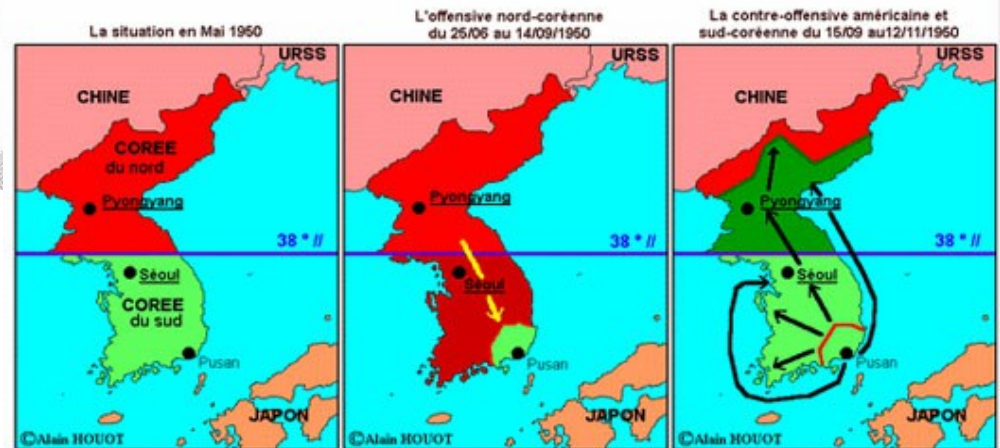 La situation en Mai 1950
URSS
CHINE
COREE
du nord
Pyongyang
38 ° //
Séoul
COREE
du sud
Pusan
JAPON
©Alain HOUOT
L'offensive nord-coréenne
du 25/06 au 14/09/1950
URSS
CHINE
Pyongyang
38 ° //
Séoul
Pusan
JAPON
©Alain HOUOT
La contre-offensive américaine et
sud-coréenne du 15/09 au12/11/1950
URSS
CHINE
Pyongyang
38 ° //
Séoul
Pusan
JAPON
©Alain HOUOT